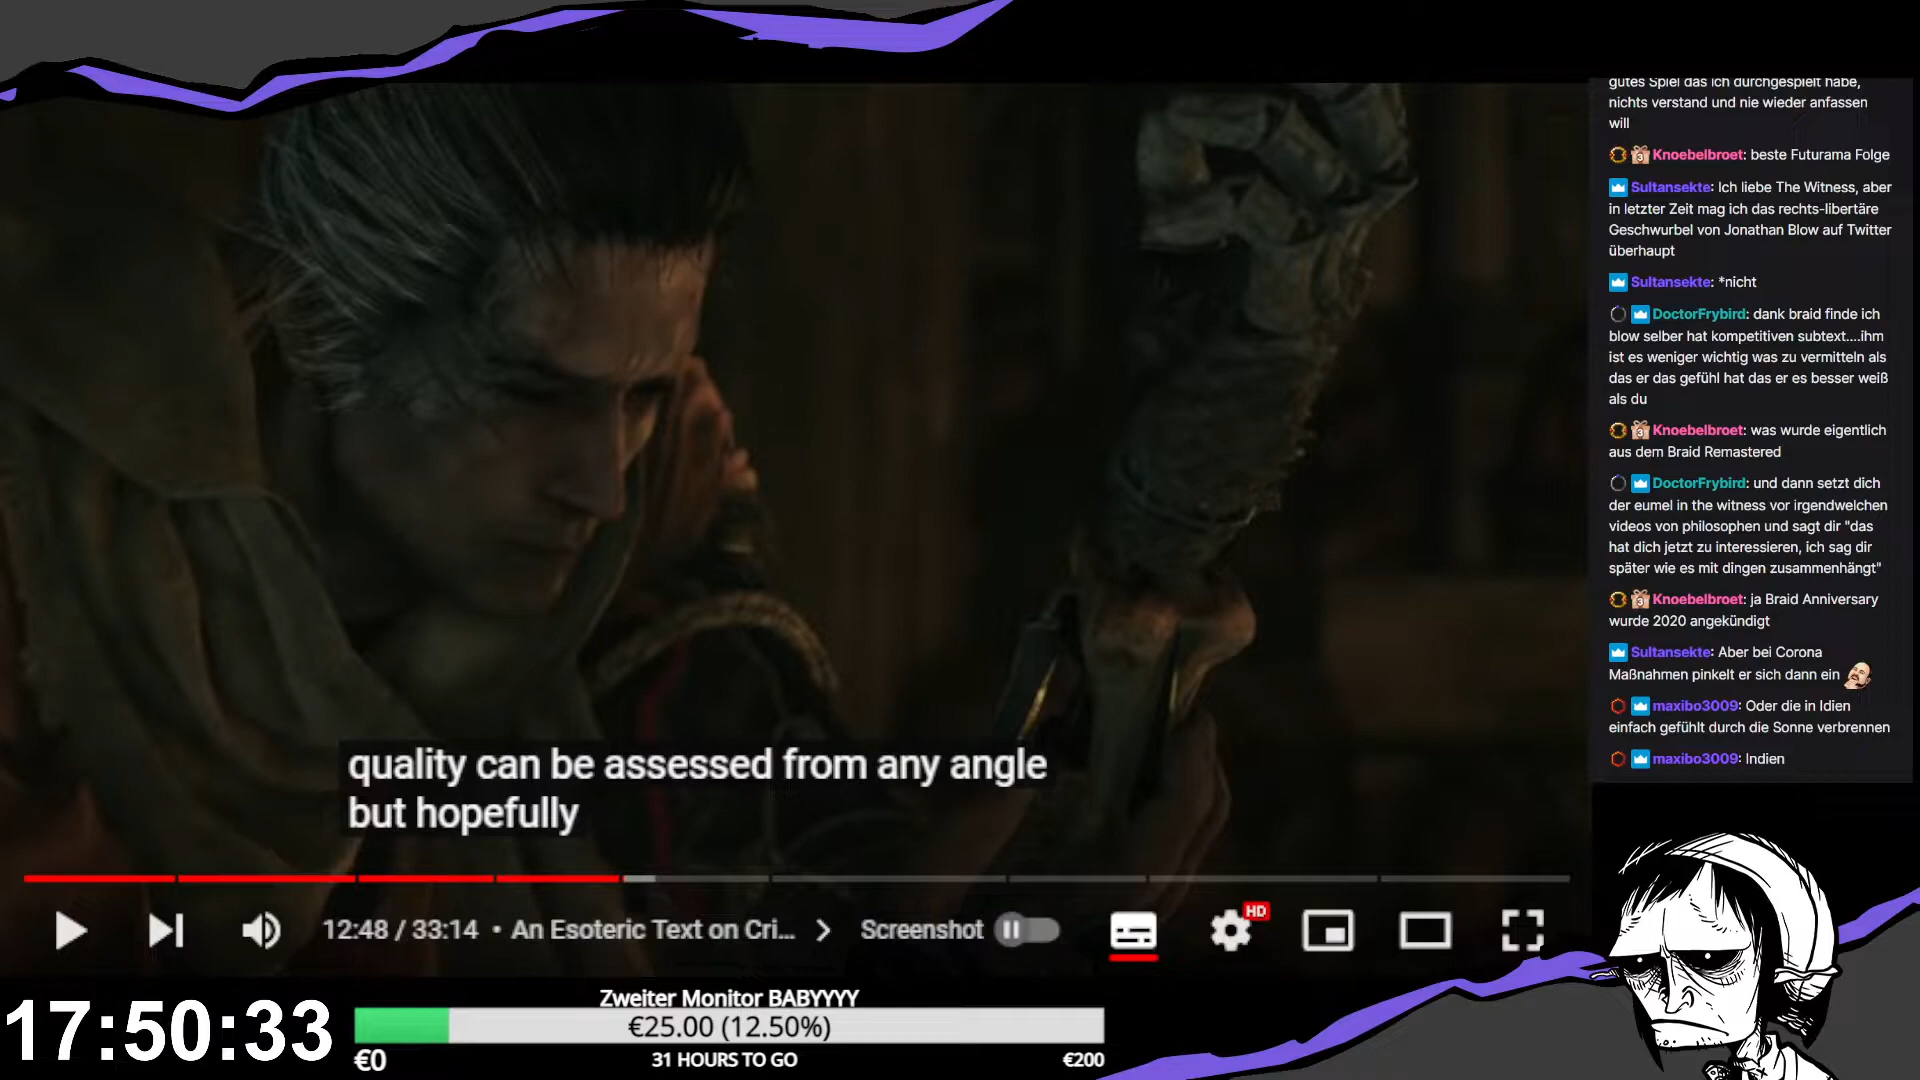 gutes Spiel das ich durchgespielt habe,
nichts verstand und nie wieder anfassen
will
Knoebelbroet: beste Futurama Folge
Sultansekte: Ich liebe The Witness, aber
in letzter Zeit mag ich das rechts-libertäre
Geschwurbel von Jonathan Blow auf Twitter
überhaupt
Sultansekte: *nicht
DoctorFrybird: dank braid finde ich
blow selber hat kompetitiven subtext....ihm
ist es weniger wichtig was zu vermitteln als
das er das gefühl hat das er es besser weiß
als du
Knoebelbroet: was wurde eigentlich
aus dem Braid Remastered
DoctorFrybird: und dann setzt dich
der eumel in the witness vor irgendwelchen
videos von philosophen und sagt dir "das
hat dich jetzt zu interessieren, ich sag dir
später wie es mit dingen zusammenhängt"
Knoebelbroet: ja Braid Anniversary
wurde 2020 angekündigt
Sultansekte: Aber bei Corona
Maßnahmen pinkelt er sich dann ein
maxibo3009: Oder die in Idien
einfach gefühlt durch die Sonne verbrennen
maxibo3009: Indien
quality can be assessed from any angle
but hopefully
12:48 / 33:14 • An Esoteric Text on Cri... Screenshot HD
17:50:33
Zweiter Monitor BABYYYY
€25.00 (12.50%)
€0 31 HOURS TO GO €200